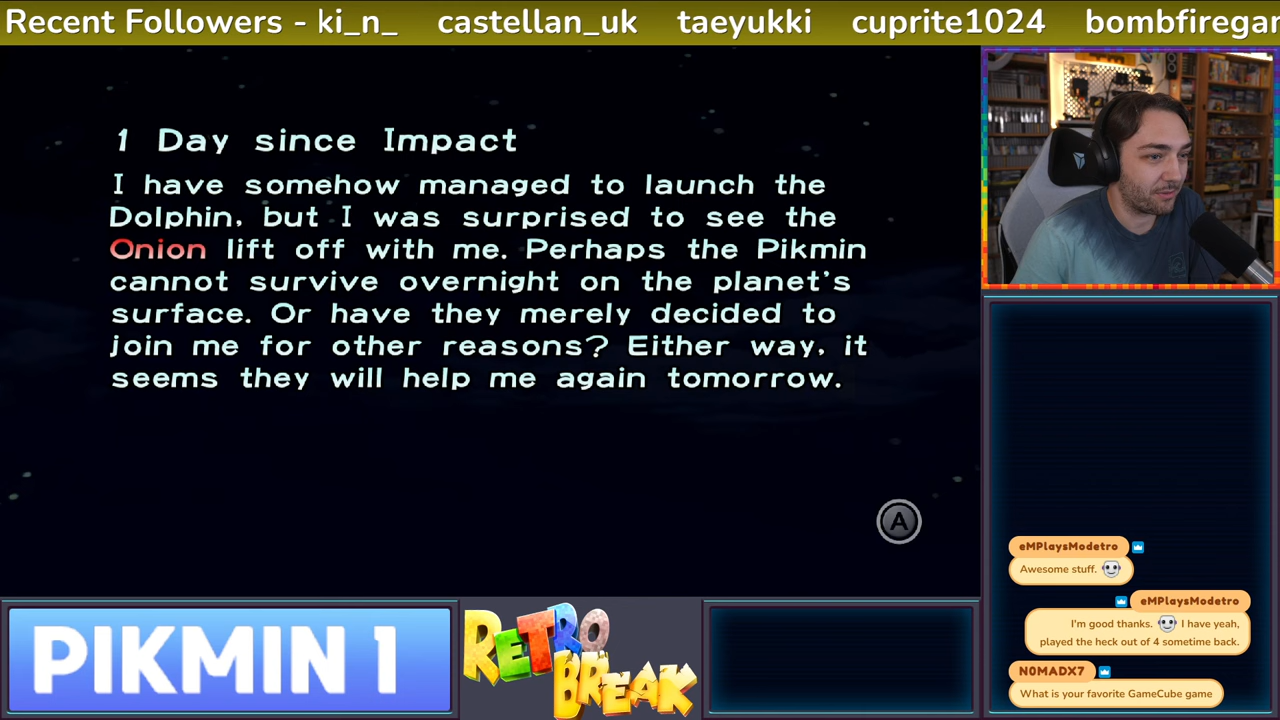 Recent Followers - ki_n_ castellan_uk taeyukki cuprite1024 bombfiregar
1 Day since Impact
I have somehow managed to launch the
Dolphin, but I was surprised to see the
Onion lift off with me. Perhaps the Pikmin
cannot survive overnight on the planet's
surface. Or have they merely decided to
join me for other reasons? Either way, it
seems they will help me again tomorrow.
A
eMPlaysModetro
Awesome stuff.
eMPlaysModetro
I'm good thanks. I have yeah,
played the heck out of 4 sometime back.
N0MADX7
What is your favorite GameCube game
PIKMIN 1
RETRO
BREAK